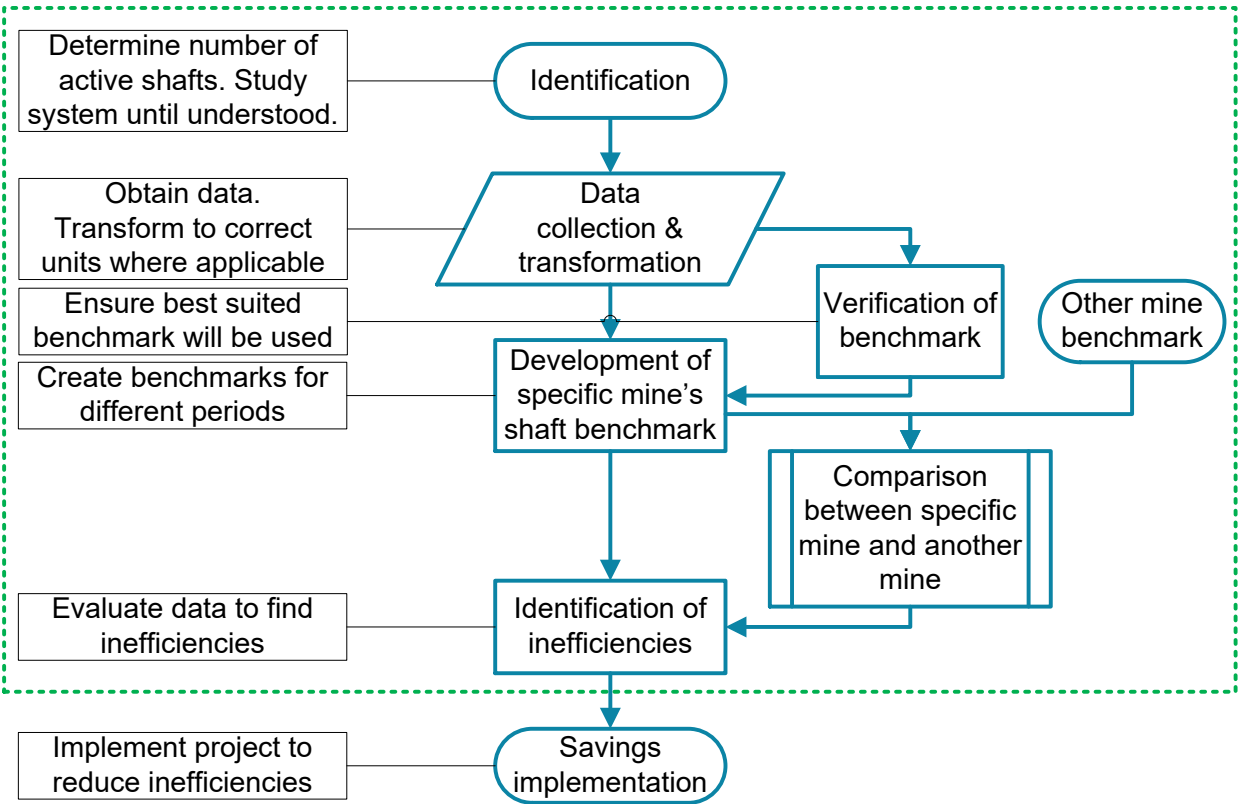 Determine number of
active shafts. Study
system until understood.
Identification
Obtain data.
Transform to correct
units where applicable
Data
collection &
transformation
Ensure best suited
benchmark will be used
Verification of
benchmark
Other mine
benchmark
Create benchmarks for
different periods
Development of
specific mine’s
shaft benchmark
Comparison
between specific
mine and another
mine
Evaluate data to find
inefficiencies
Identification of
inefficiencies
Implement project to
reduce inefficiencies
Savings
implementation